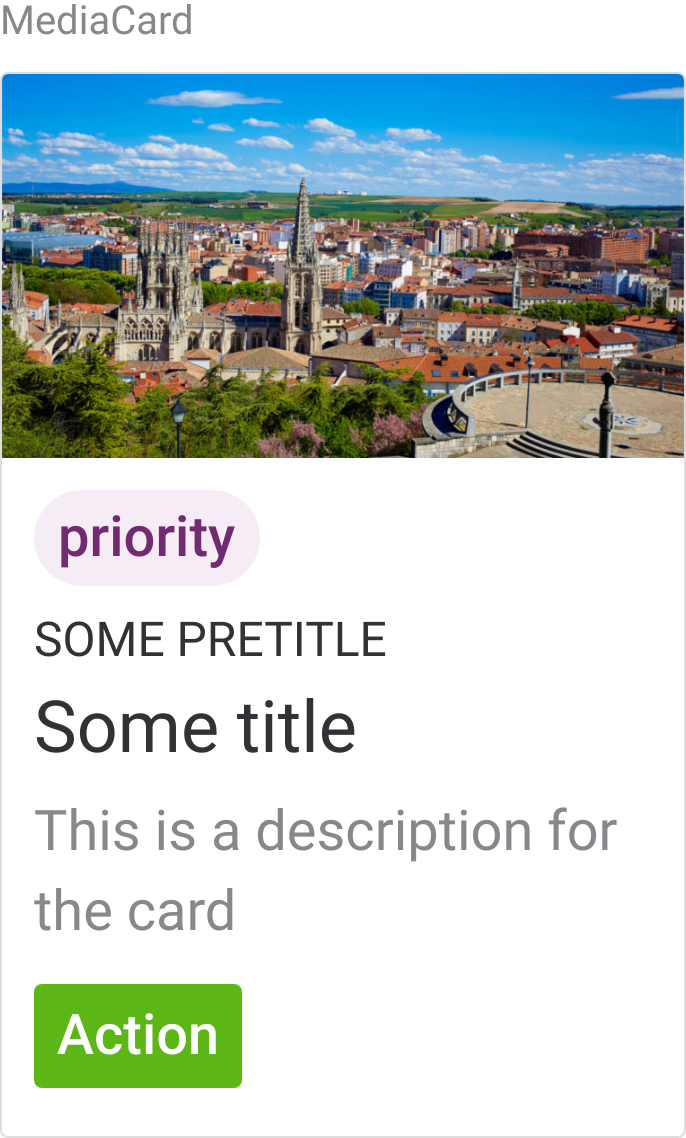 MediaCard
priority
SOME PRETITLE
Some title
This is a description for
the card
Action